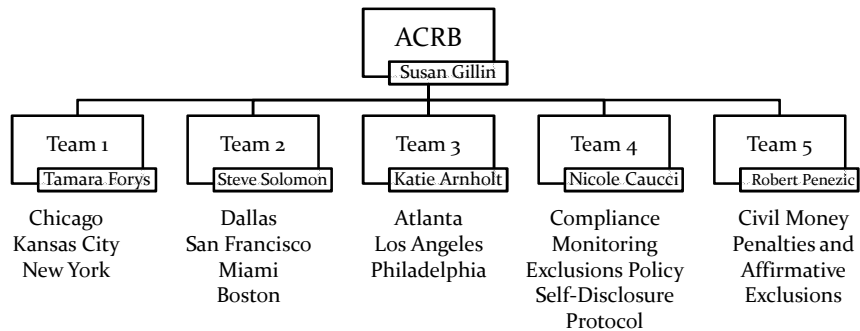 ACRB
Susan Gillin
Team 1
Tamara Forys
Chicago
Kansas City
New York
Team 2
Steve Solomon
Dallas
San Francisco
Miami
Boston
Team 3
Katie Arnholt
Atlanta
Los Angeles
Philadelphia
Team 4
Nicole Caucci
Compliance
Monitoring
Exclusions Policy
Self-Disclosure
Protocol
Team 5
Robert Penezic
Civil Money
Penalties and
Affirmative
Exclusions